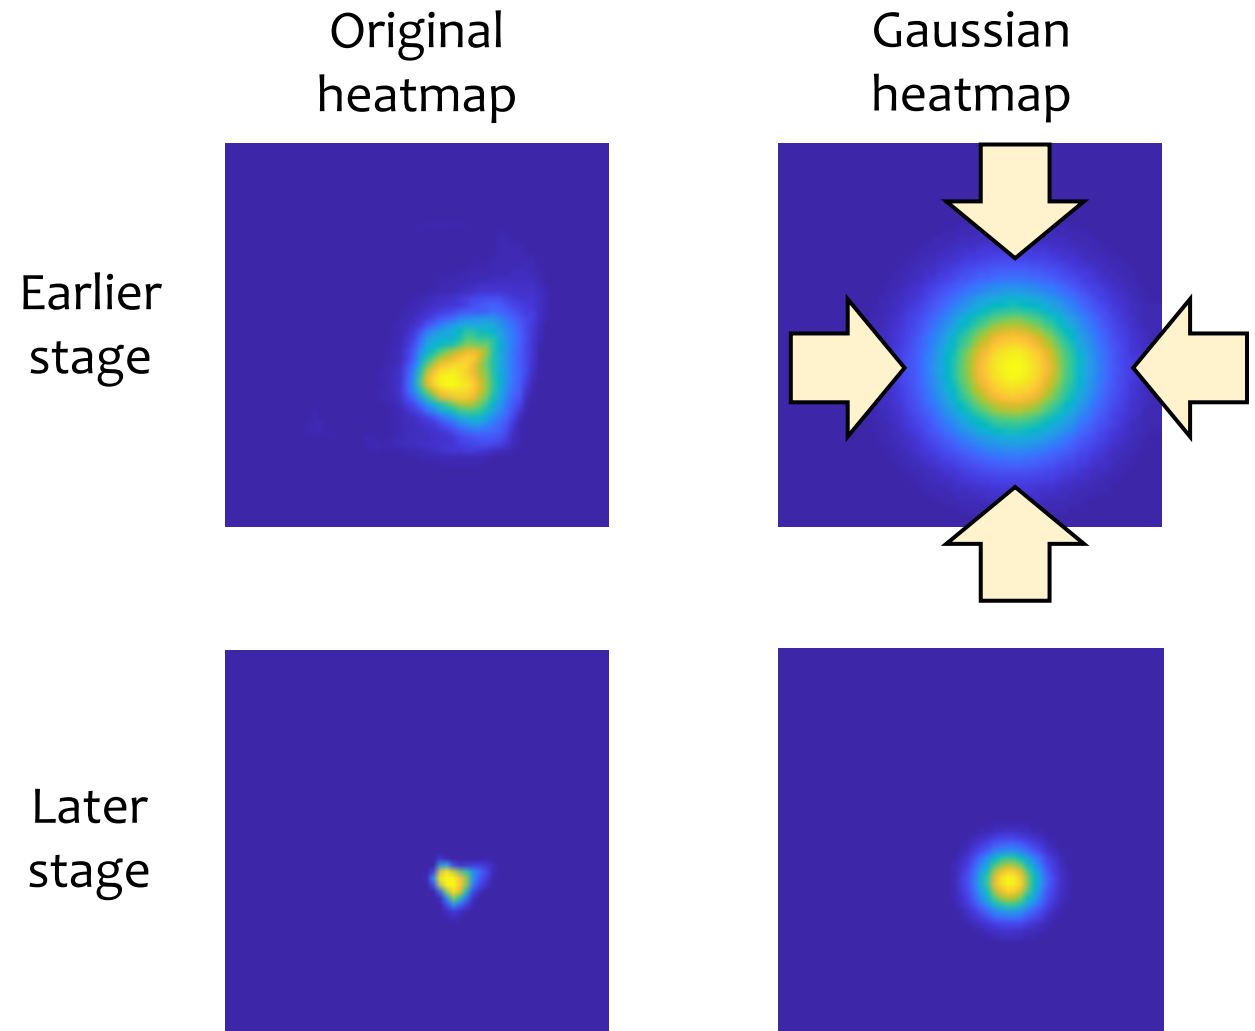 Original
heatmap
Gaussian
heatmap
Earlier
stage
Later
stage